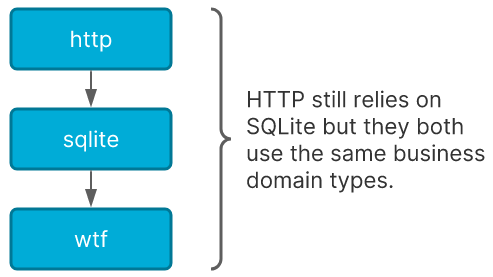 http
sqlite
wtf
HTTP still relies on
SQLite but they both
use the same business
domain types.